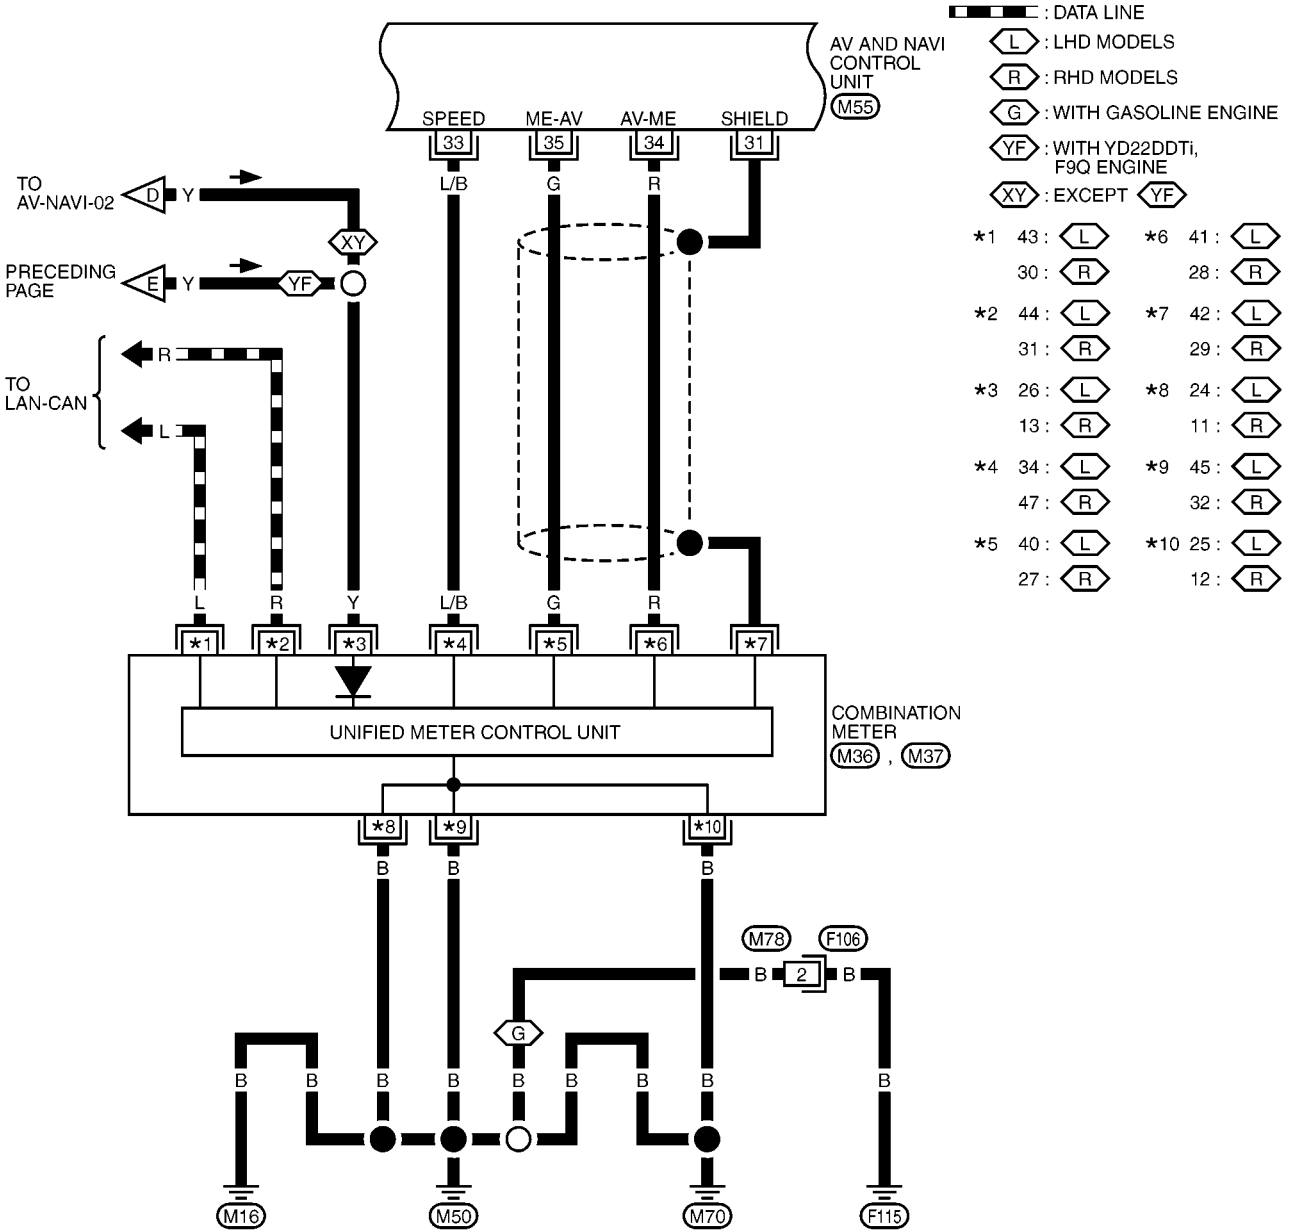 : DATA LINE
L : LHD MODELS
R : RHD MODELS
G : WITH GASOLINE ENGINE
YF : WITH YD22DDTi,
F9Q ENGINE
XY : EXCEPT YF
AV AND NAVI
CONTROL
UNIT
M55
SPEED ME-AV AV-ME SHIELD
33 35 34 31
L/B G R
TO
AV-NAVI-02
D Y
XY
PRECEDING
PAGE
E Y YF
TO
LAN-CAN
R
L
*1 43 : L *6 41 : L
30 : R 28 : R
*2 44 : L *7 42 : L
31 : R 29 : R
*3 26 : L *8 24 : L
13 : R 11 : R
*4 34 : L *9 45 : L
47 : R 32 : R
*5 40 : L *10 25 : L
27 : R 12 : R
L R Y L/B G R
*1 *2 *3 *4 *5 *6 *7
UNIFIED METER CONTROL UNIT
COMBINATION
METER
M36 , M37
*8 *9 *10
B B B
M78 F106
B 2 B
G
B B B B B B B B
M16 M50 M70 F115